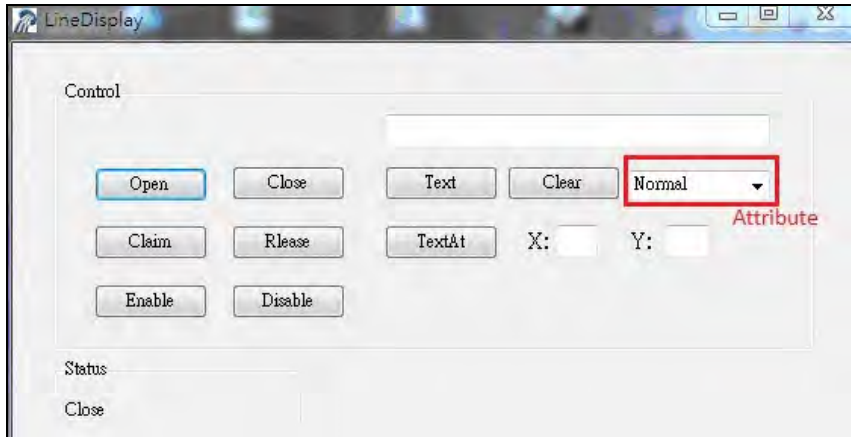 LineDisplay
Control
Open Close Text Clear Normal
Attribute
Claim Rlease TextAt X: Y:
Enable Disable
Status
Close